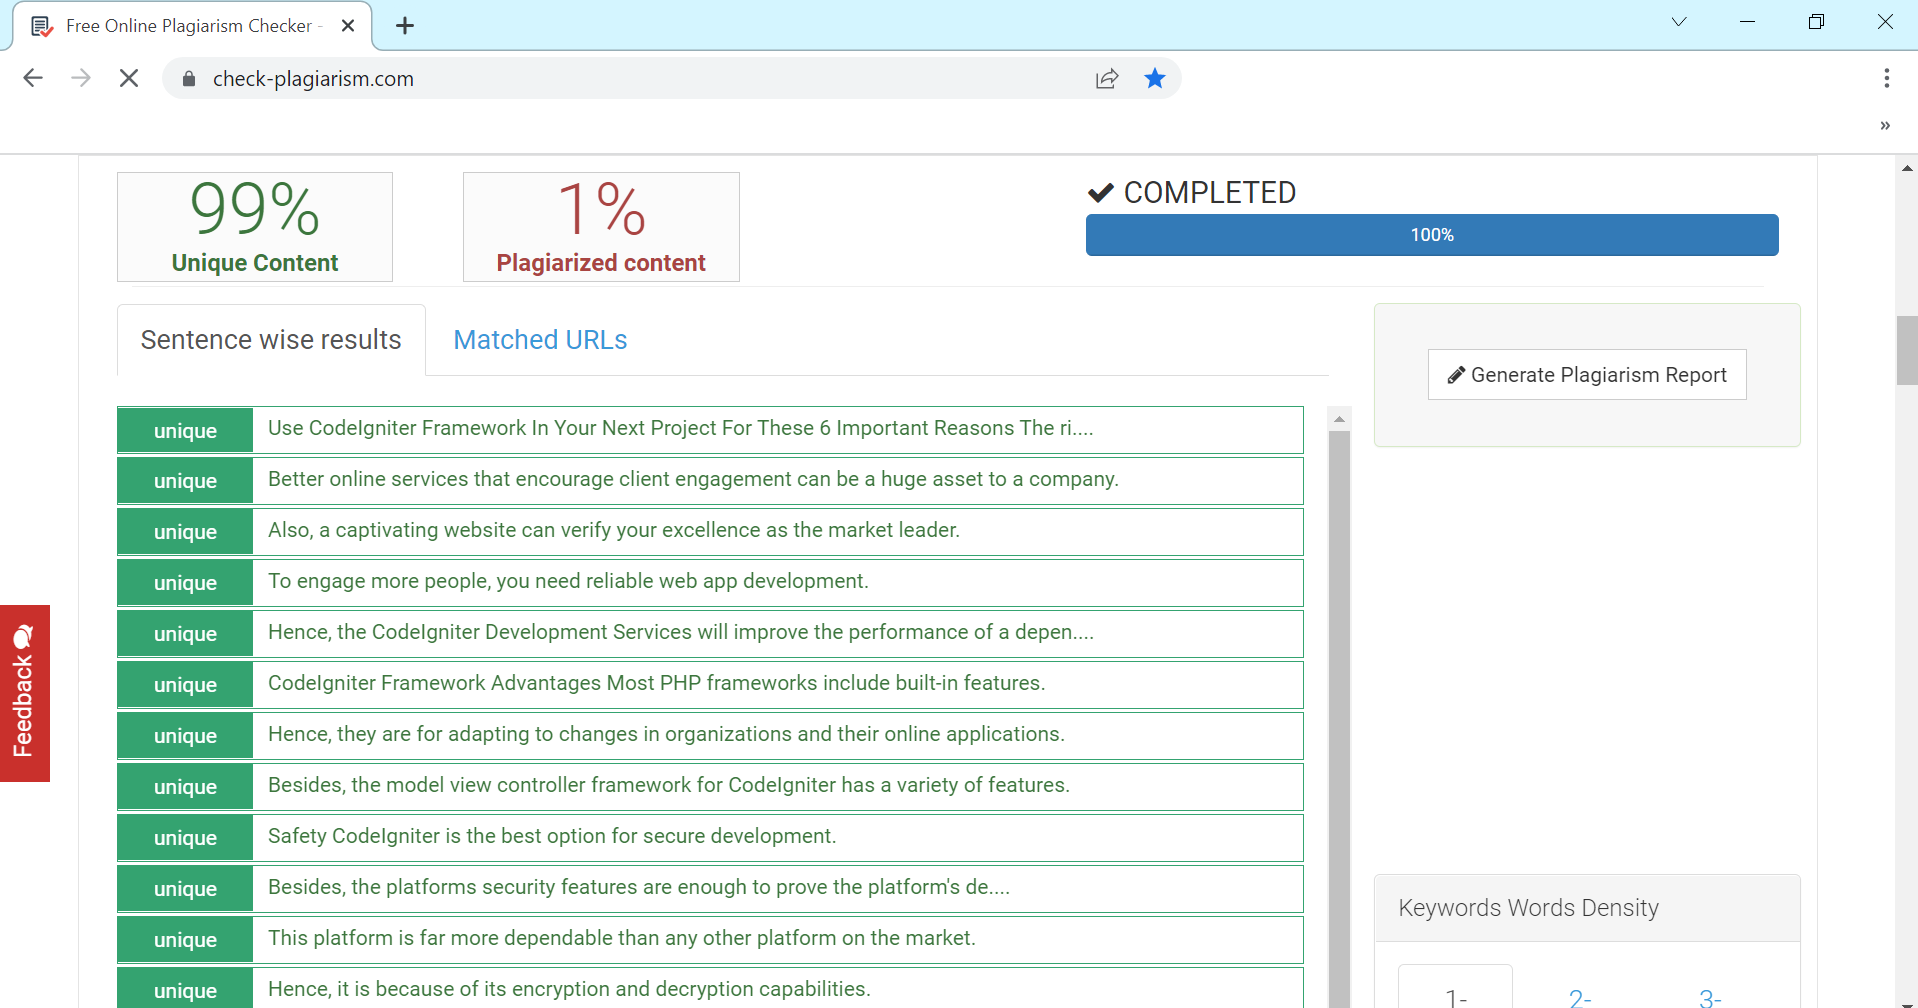 Free Online Plagiarism Checker -
check-plagiarism.com
»
99%
Unique Content
1%
Plagiarized content
COMPLETED
100%
Sentence wise results
Matched URLs
Generate Plagiarism Report
unique Use CodeIgniter Framework In Your Next Project For These 6 Important Reasons The ri....
unique Better online services that encourage client engagement can be a huge asset to a company.
unique Also, a captivating website can verify your excellence as the market leader.
unique To engage more people, you need reliable web app development.
unique Hence, the CodeIgniter Development Services will improve the performance of a depen....
unique CodeIgniter Framework Advantages Most PHP frameworks include built-in features.
unique Hence, they are for adapting to changes in organizations and their online applications.
unique Besides, the model view controller framework for CodeIgniter has a variety of features.
unique Safety CodeIgniter is the best option for secure development.
unique Besides, the platforms security features are enough to prove the platform's de....
unique This platform is far more dependable than any other platform on the market.
unique Hence, it is because of its encryption and decryption capabilities.
Feedback
Keywords Words Density
1-
2-
3-